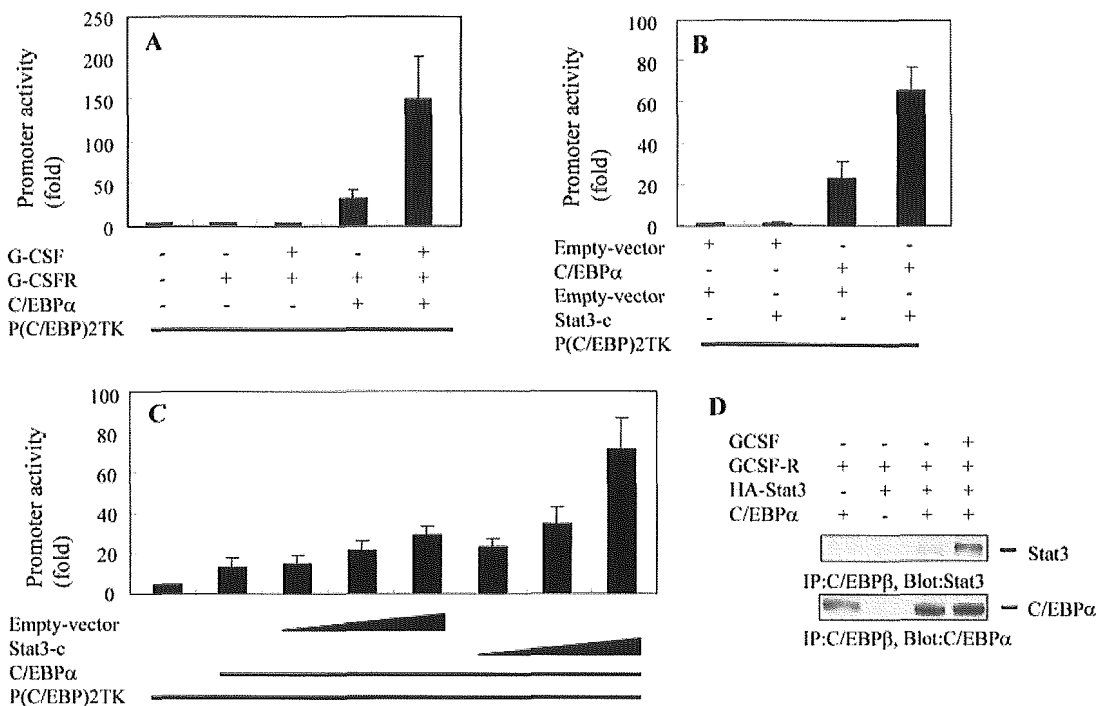 A
Promoter activity
(fold)
250
200
150
100
50
0
G-CSF - - + - +
G-CSFR - + + + +
C/EBPα - - - + +
P(C/EBP)2TK
B
Promoter activity
(fold)
100
80
60
40
20
0
Empty-vector + + - -
C/EBPα - - + +
Empty-vector + - + -
Stat3-c - + - +
P(C/EBP)2TK
C
Promoter activity
(fold)
100
80
60
40
20
0
Empty-vector
Stat3-c
C/EBPα
P(C/EBP)2TK
D
GCSF - - - +
GCSF-R + + + +
HA-Stat3 - + + +
C/EBPα + - + +
Stat3
IP:C/EBPβ, Blot:Stat3
C/EBPα
IP:C/EBPβ, Blot:C/EBPα